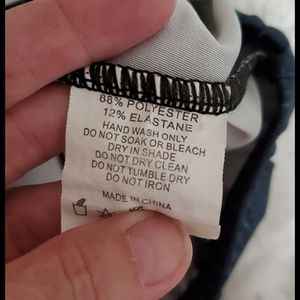 88% POLYESTER
12% ELASTANE
HAND WASH ONLY
DO NOT SOAK OR BLEACH
DRY IN SHADE
DO NOT DRY CLEAN
DO NOT TUMBLE DRY
DO NOT IRON
MADE IN CHINA